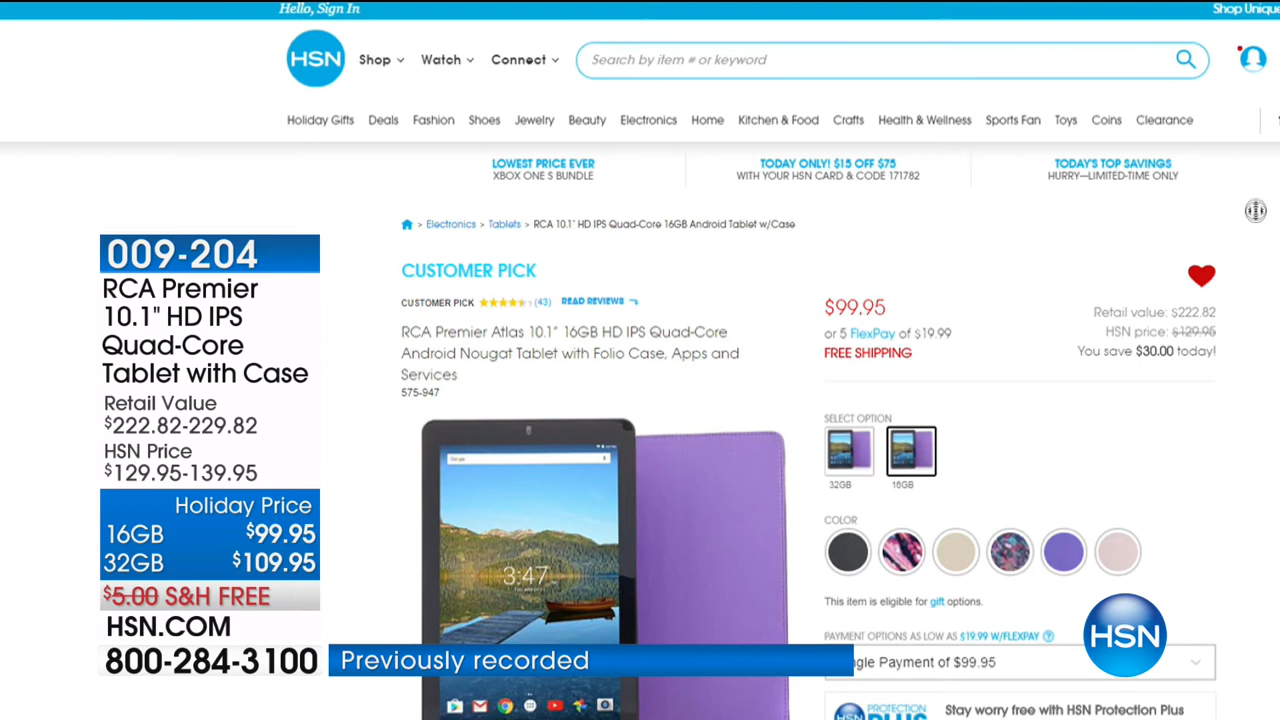 Hello, Sign In
Shop Unique
HSN
Shop
Watch
Connect
Search by item # or keyword
Holiday Gifts
Deals
Fashion
Shoes
Jewelry
Beauty
Electronics
Home
Kitchen & Food
Crafts
Health & Wellness
Sports Fan
Toys
Coins
Clearance
LOWEST PRICE EVER
XBOX ONE S BUNDLE
TODAY ONLY! $15 OFF $75
WITH YOUR HSN CARD & CODE 171782
TODAY'S TOP SAVINGS
HURRY—LIMITED-TIME ONLY
> Electronics > Tablets > RCA 10.1" HD IPS Quad-Core 16GB Android Tablet w/Case
009-204
RCA Premier
10.1" HD IPS
Quad-Core
Tablet with Case
Retail Value
$222.82-229.82
HSN Price
$129.95-139.95
Holiday Price
16GB $99.95
32GB $109.95
$5.00 S&H FREE
HSN.COM
800-284-3100
CUSTOMER PICK
CUSTOMER PICK (43) READ REVIEWS
RCA Premier Atlas 10.1" 16GB HD IPS Quad-Core
Android Nougat Tablet with Folio Case, Apps and
Services
575-947
Google
3:47
$99.95
or 5 FlexPay of $19.99
FREE SHIPPING
Retail value: $222.82
HSN price: $129.95
You save $30.00 today!
SELECT OPTION
32GB
16GB
COLOR
This item is eligible for gift options.
PAYMENT OPTIONS AS LOW AS $19.99 W/FLEXPAY ?
gle Payment of $99.95
HSN
Previously recorded
HSN PROTECTION
PLUS
Stay worry free with HSN Protection Plus